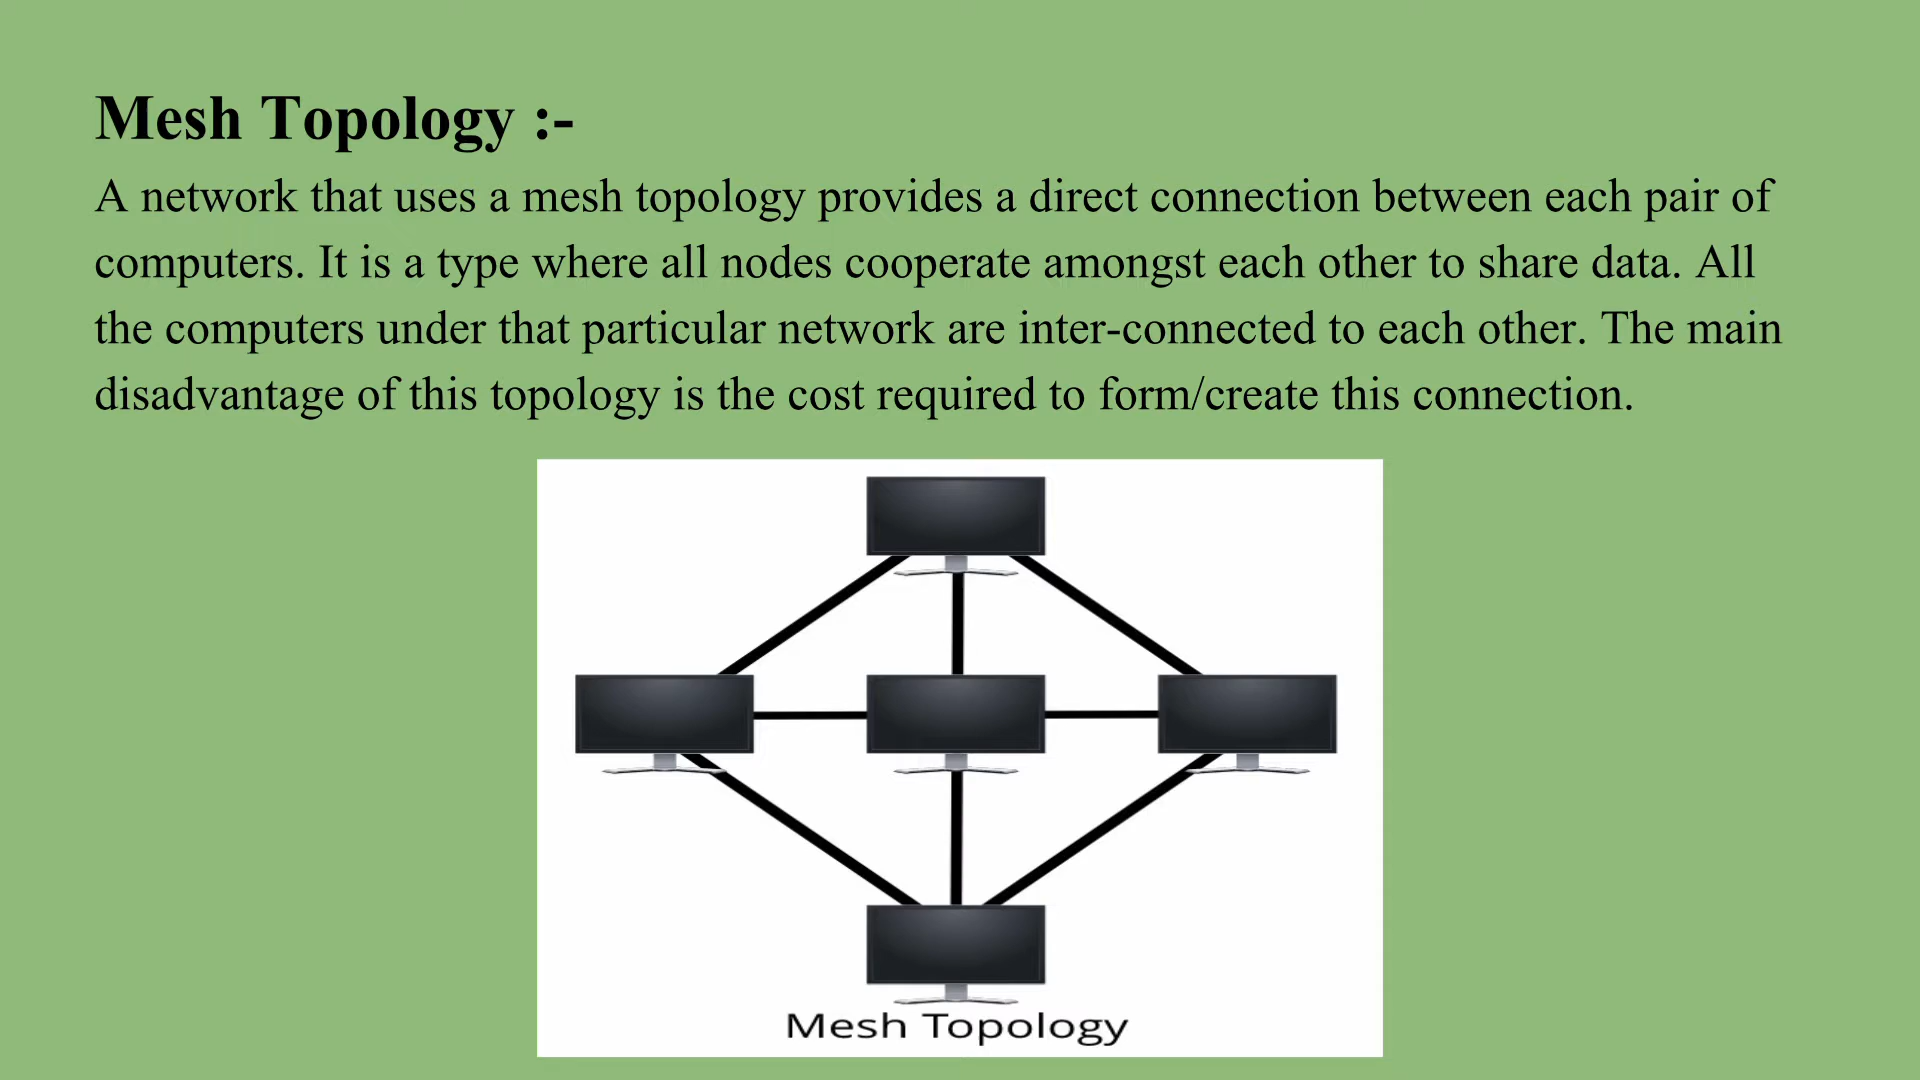 Mesh Topology :-
A network that uses a mesh topology provides a direct connection between each pair of
computers. It is a type where all nodes cooperate amongst each other to share data. All
the computers under that particular network are inter-connected to each other. The main
disadvantage of this topology is the cost required to form/create this connection.
Mesh Topology